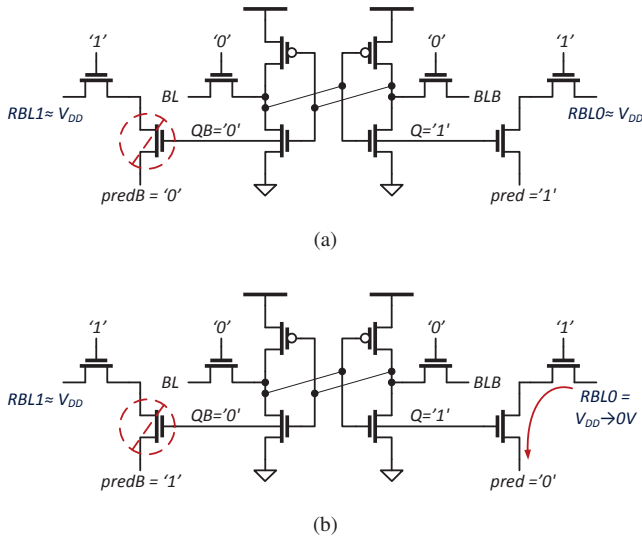 '1' '0' '0' '1'
BL BLB
RBL1≈ VDD RBL0≈ VDD
QB='0' Q='1'
predB = '0' pred ='1'
(a)
'1' '0' '0' '1'
BL BLB
RBL1≈ VDD RBL0 =
QB='0' Q='1' VDD→0V
predB = '1' pred ='0'
(b)